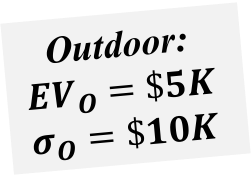 Outdoor:
EV_O = $5K
σ_O = $10K